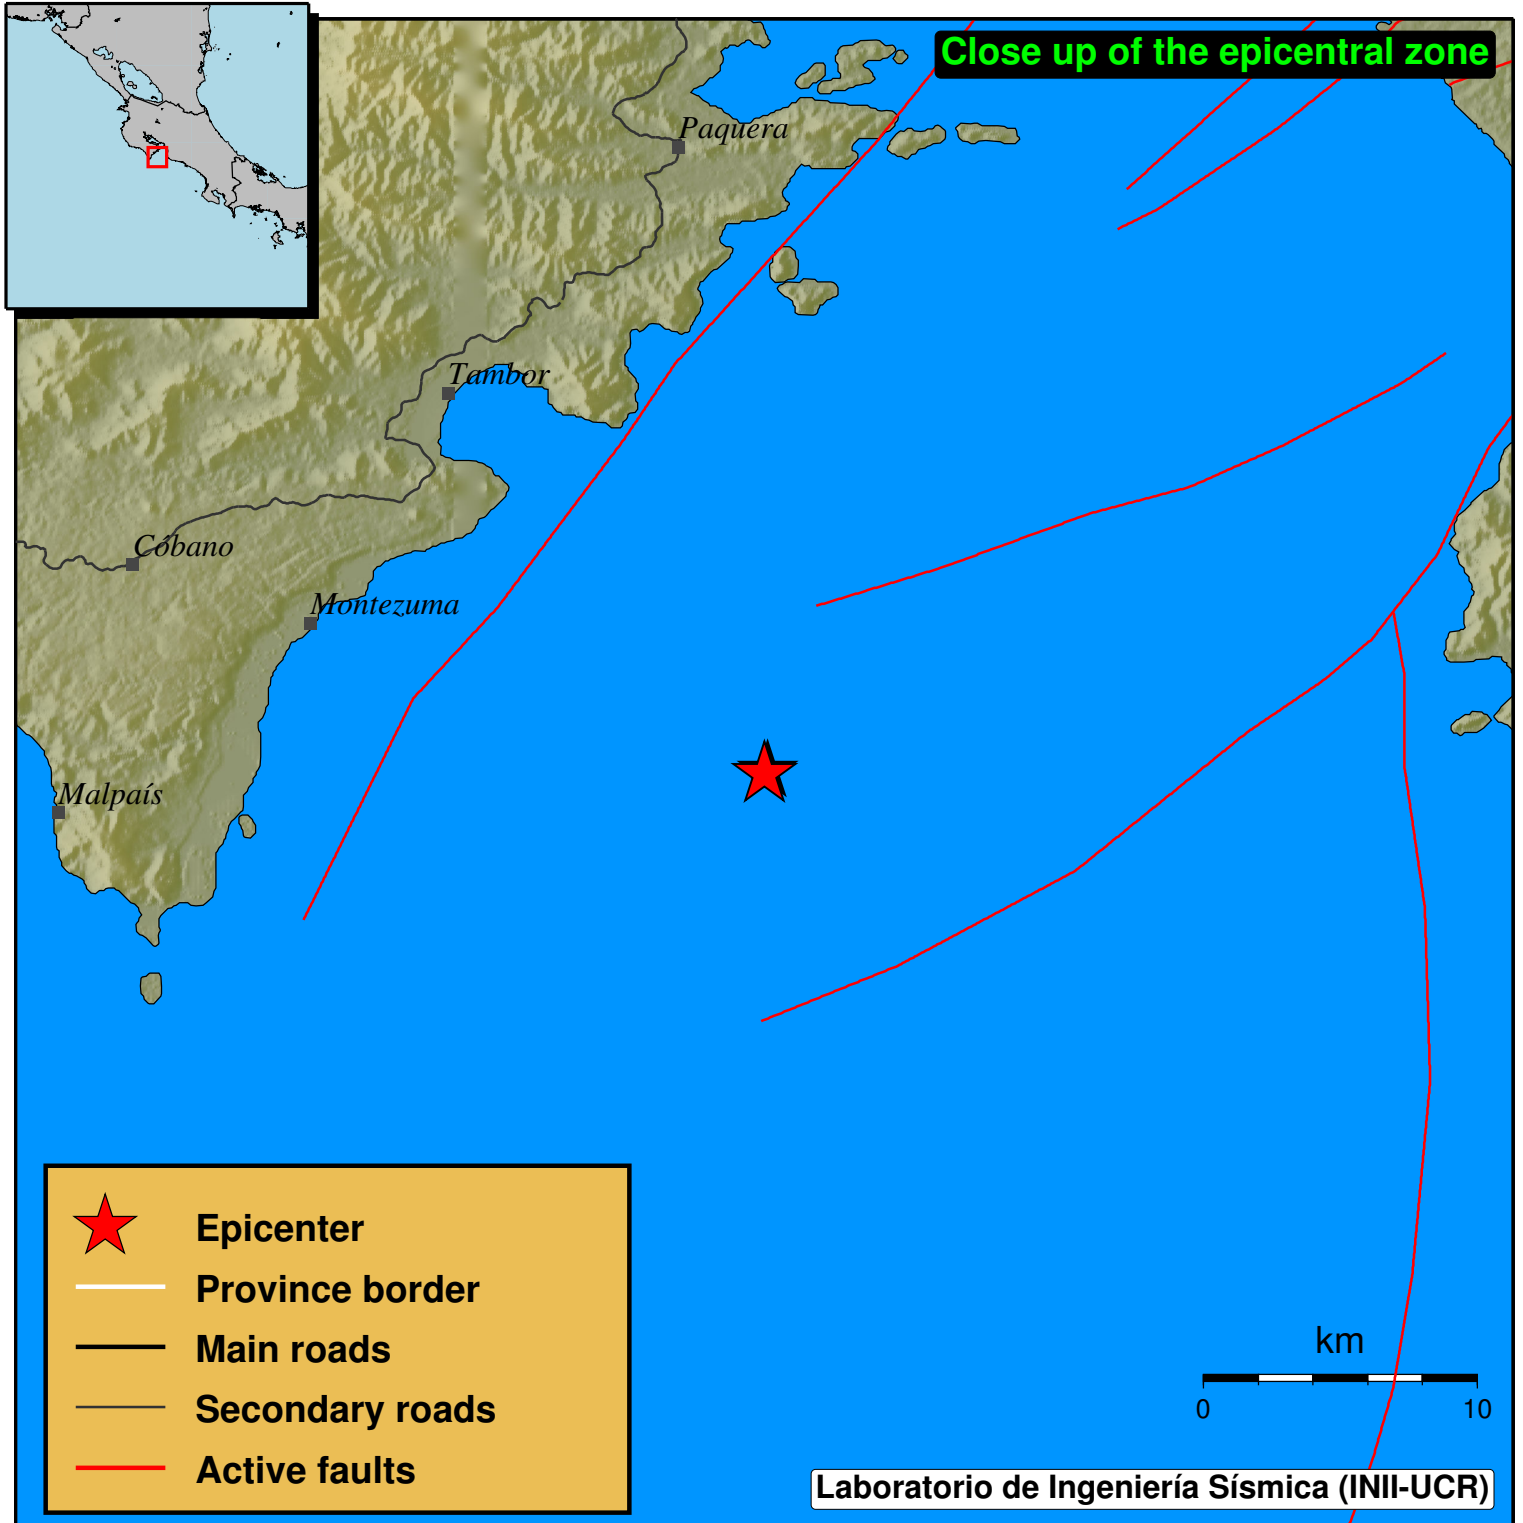 Close up of the epicentral zone
Paquera
Tambor
Cóbano
Montezuma
Malpaís
Epicenter
Province border
Main roads
Secondary roads
Active faults
km
0 10
Laboratorio de Ingeniería Sísmica (INII-UCR)